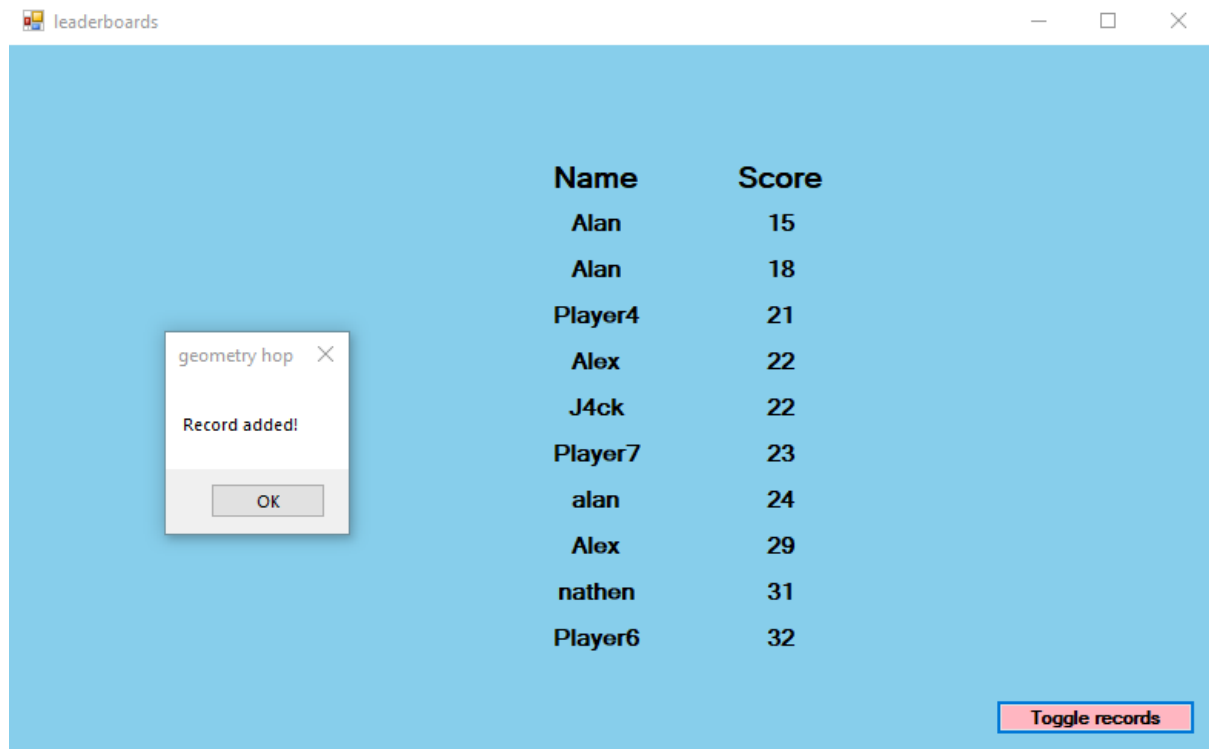 leaderboards
Name Score
Alan 15
Alan 18
Player4 21
Alex 22
J4ck 22
Player7 23
alan 24
Alex 29
nathen 31
Player6 32
geometry hop
Record added!
OK
Toggle records